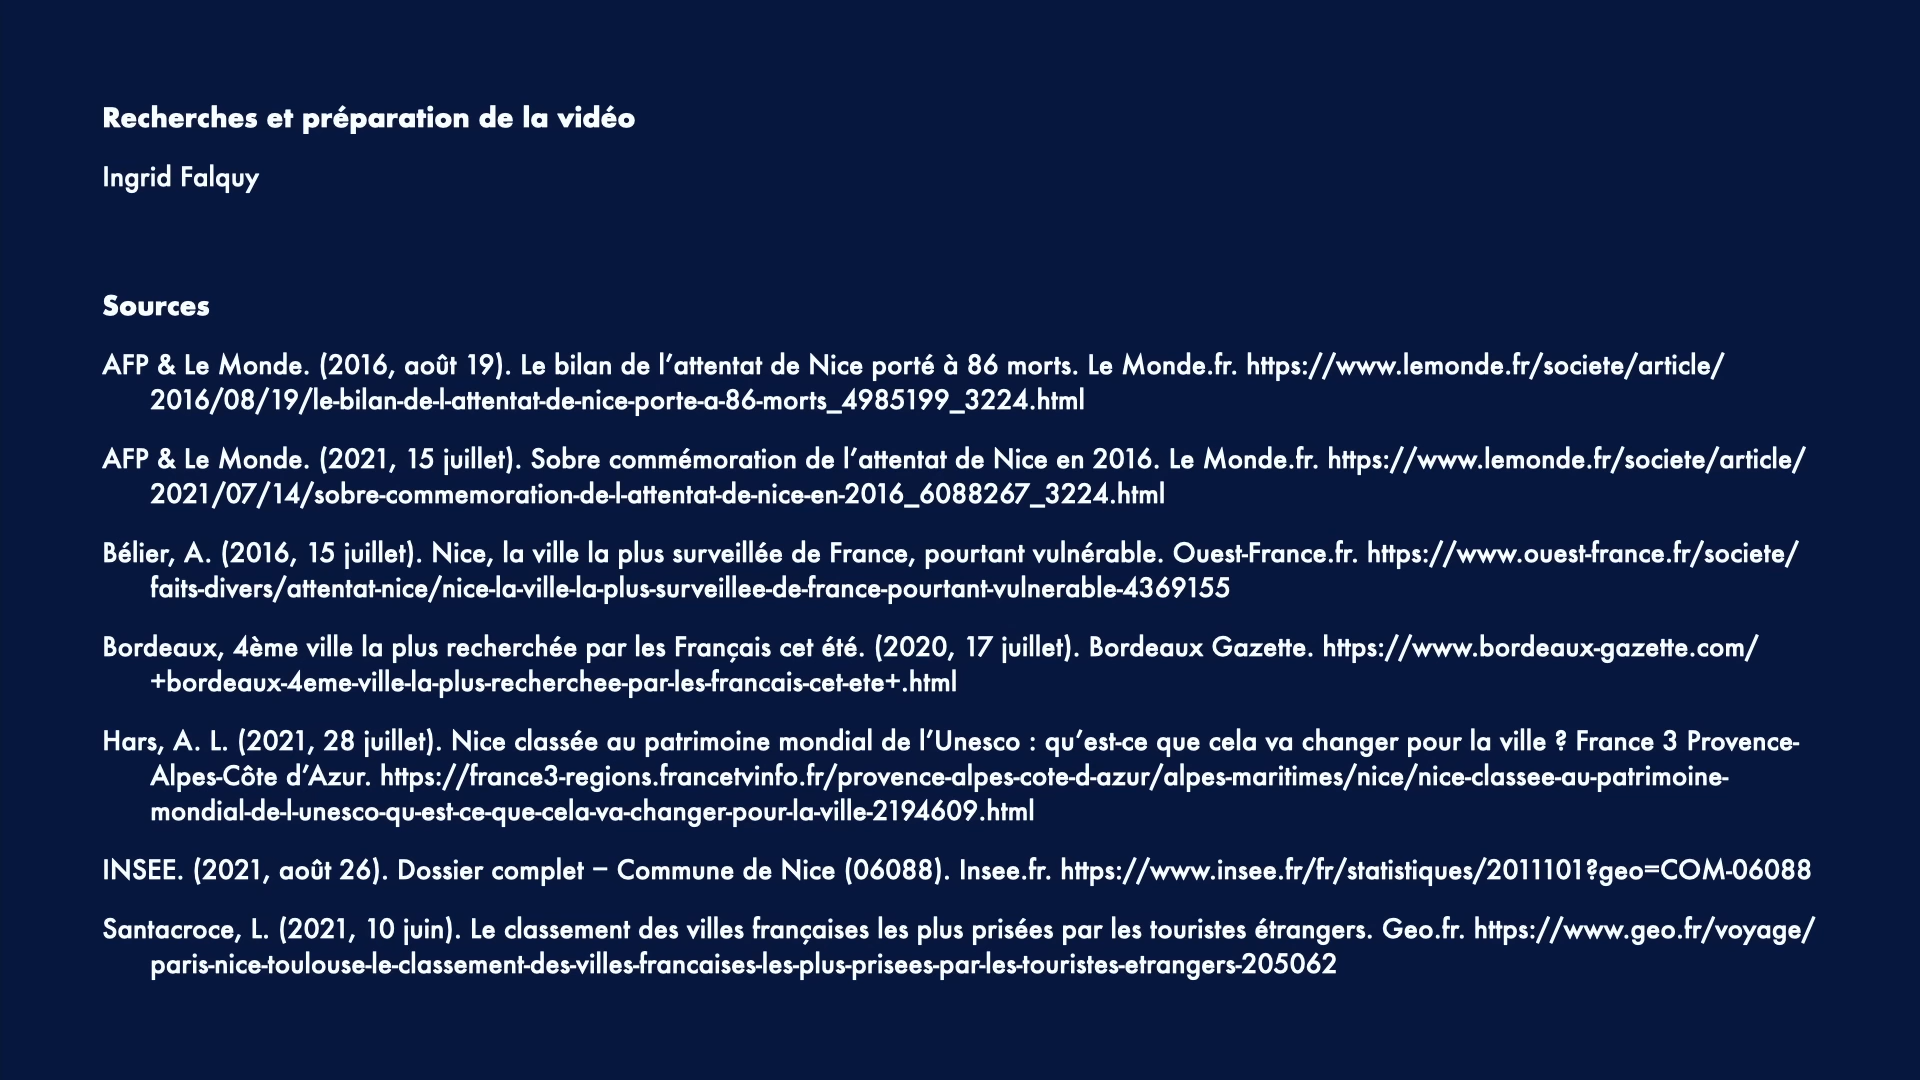 Recherches et préparation de la vidéo
Ingrid Falquy
Sources
AFP & Le Monde. (2016, août 19). Le bilan de l’attentat de Nice porté à 86 morts. Le Monde.fr. https://www.lemonde.fr/societe/article/
2016/08/19/le-bilan-de-l-attentat-de-nice-porte-a-86-morts_4985199_3224.html
AFP & Le Monde. (2021, 15 juillet). Sobre commémoration de l’attentat de Nice en 2016. Le Monde.fr. https://www.lemonde.fr/societe/article/
2021/07/14/sobre-commemoration-de-l-attentat-de-nice-en-2016_6088267_3224.html
Bélier, A. (2016, 15 juillet). Nice, la ville la plus surveillée de France, pourtant vulnérable. Ouest-France.fr. https://www.ouest-france.fr/societe/
faits-divers/attentat-nice/nice-la-ville-la-plus-surveillee-de-france-pourtant-vulnerable-4369155
Bordeaux, 4ème ville la plus recherchée par les Français cet été. (2020, 17 juillet). Bordeaux Gazette. https://www.bordeaux-gazette.com/
+bordeaux-4eme-ville-la-plus-recherchee-par-les-francais-cet-ete+.html
Hars, A. L. (2021, 28 juillet). Nice classée au patrimoine mondial de l’Unesco : qu’est-ce que cela va changer pour la ville ? France 3 Provence-
Alpes-Côte d’Azur. https://france3-regions.francetvinfo.fr/provence-alpes-cote-d-azur/alpes-maritimes/nice/nice-classee-au-patrimoine-
mondial-de-l-unesco-qu-est-ce-que-cela-va-changer-pour-la-ville-2194609.html
INSEE. (2021, août 26). Dossier complet – Commune de Nice (06088). Insee.fr. https://www.insee.fr/fr/statistiques/2011101?geo=COM-06088
Santacroce, L. (2021, 10 juin). Le classement des villes françaises les plus prisées par les touristes étrangers. Geo.fr. https://www.geo.fr/voyage/
paris-nice-toulouse-le-classement-des-villes-francaises-les-plus-prisees-par-les-touristes-etrangers-205062